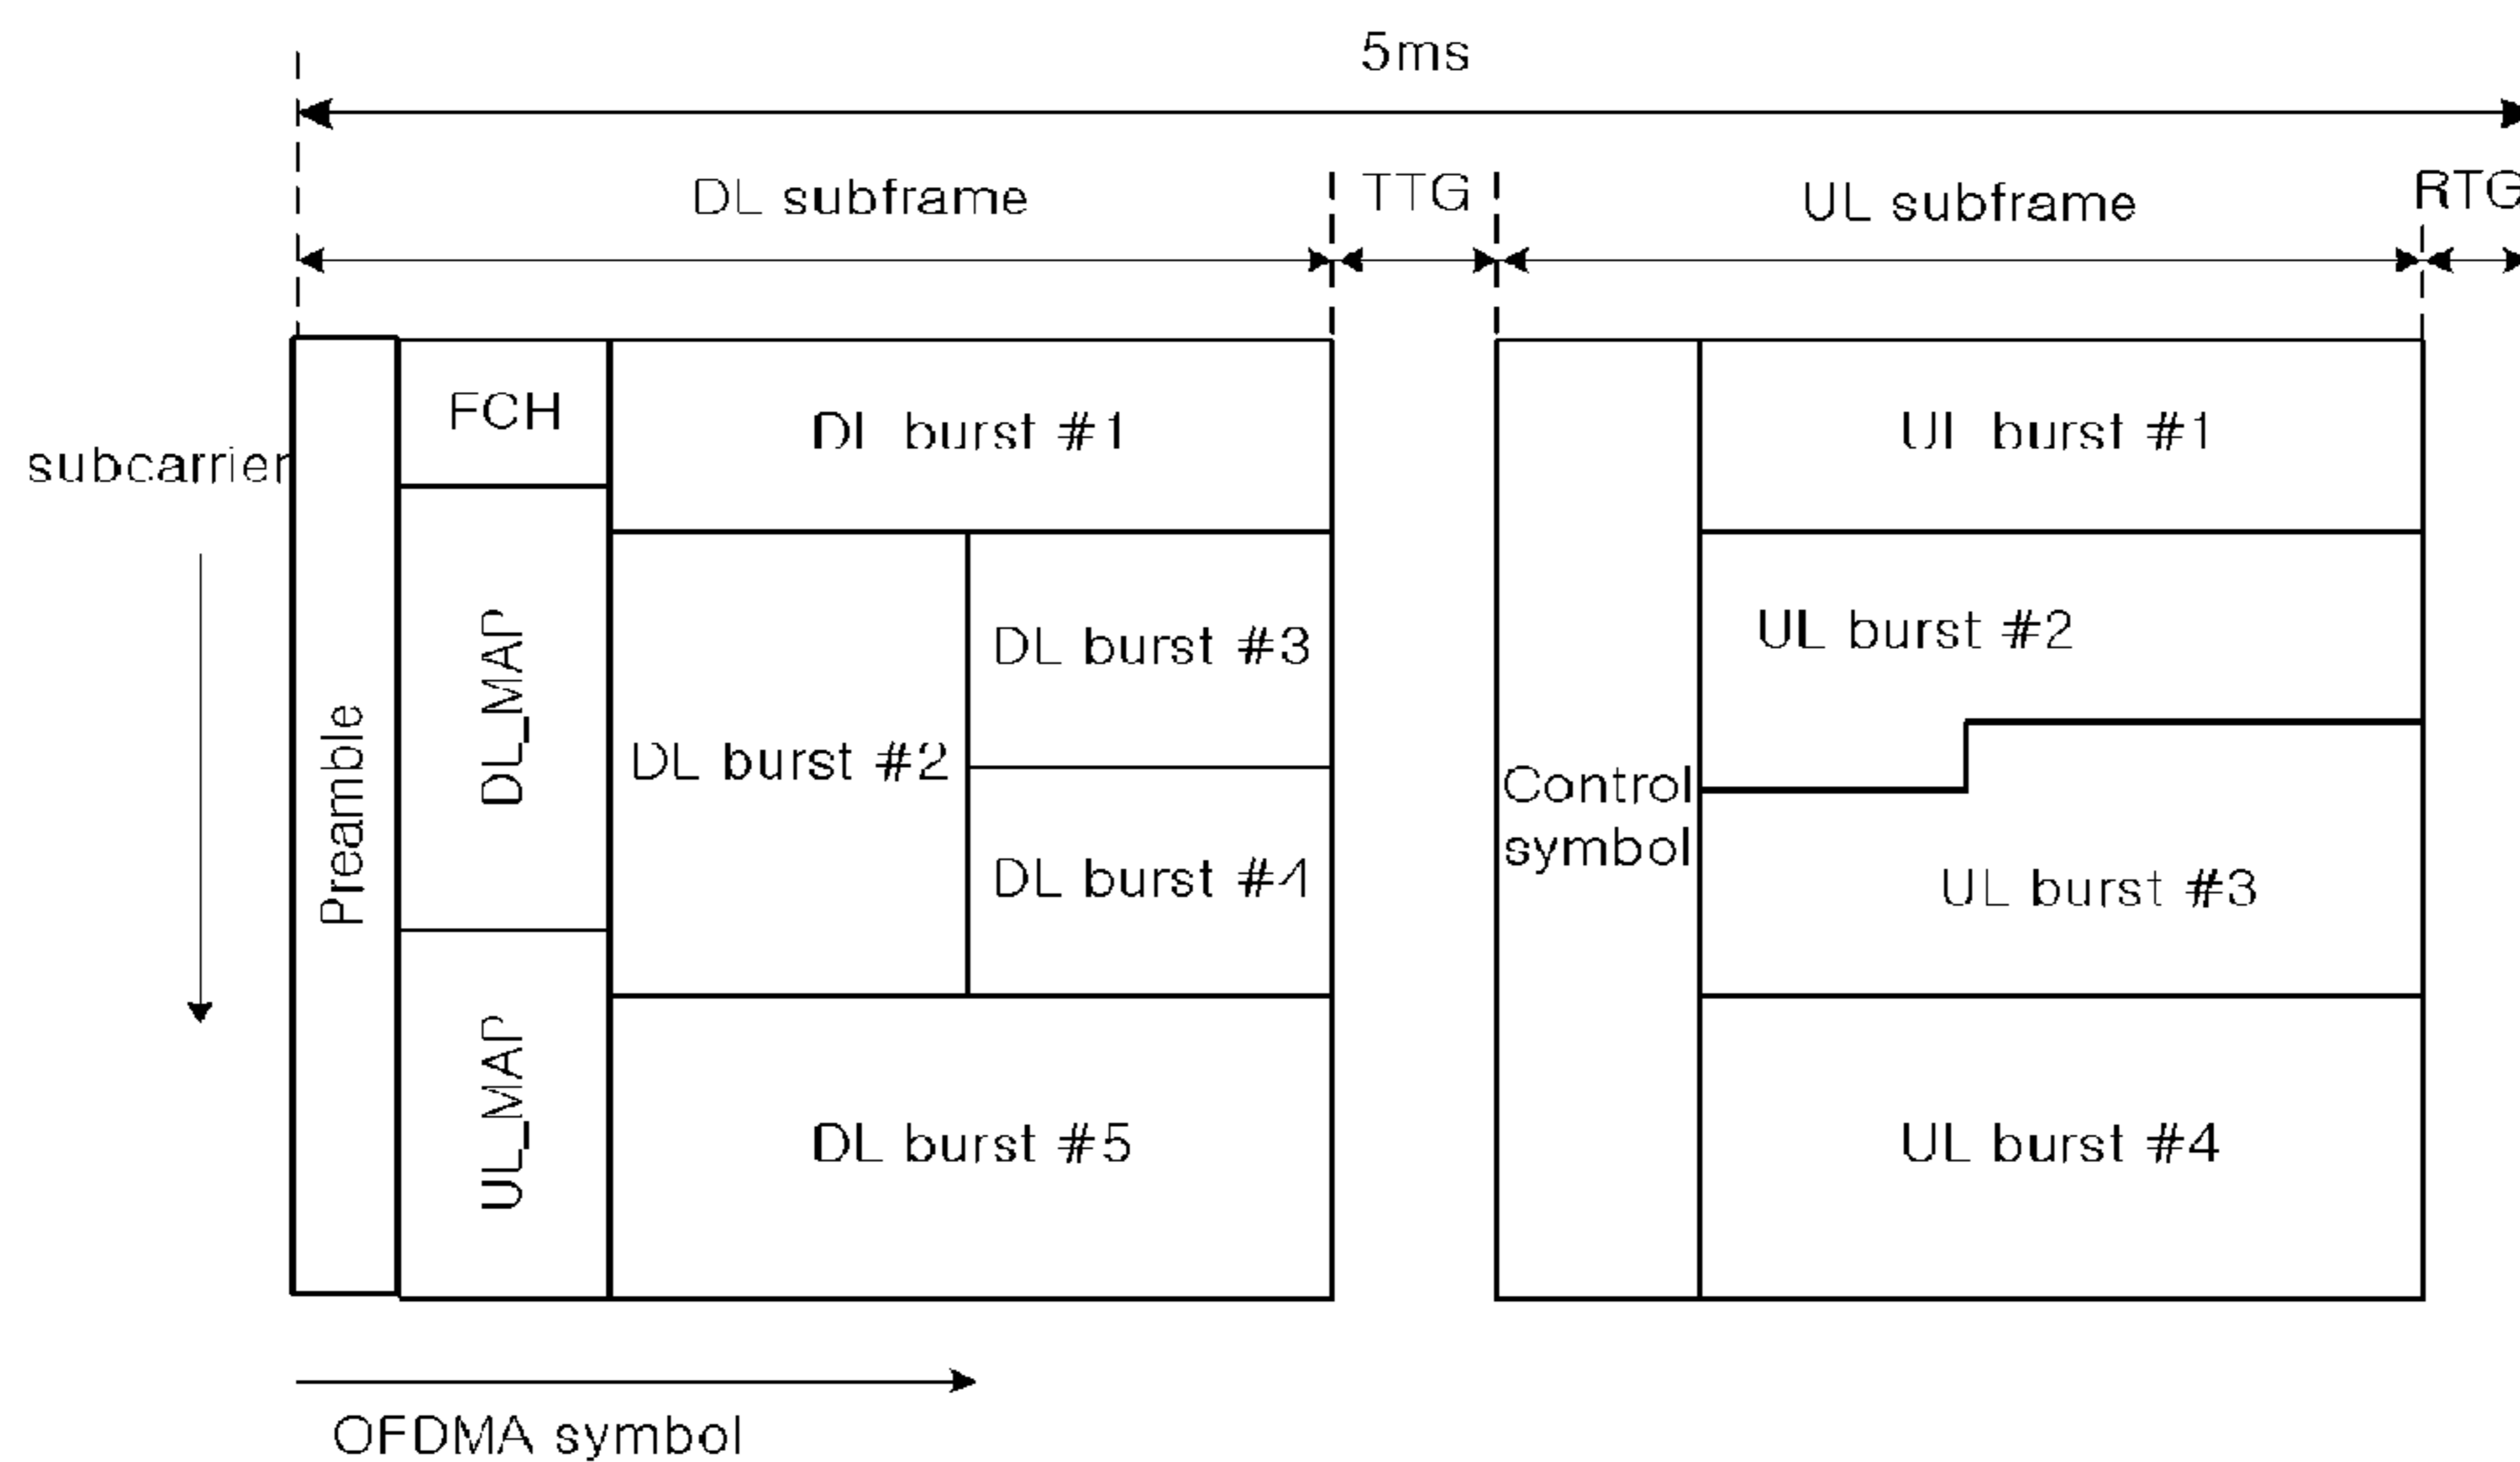 5ms
DL subframe
TTG
UL subframe
RTG
subcarrier
Preamble
FCH
DL_MAP
UL_MAP
DL burst #1
DL burst #2
DL burst #3
DL burst #4
DL burst #5
Control
symbol
UL burst #1
UL burst #2
UL burst #3
UL burst #4
OFDMA symbol